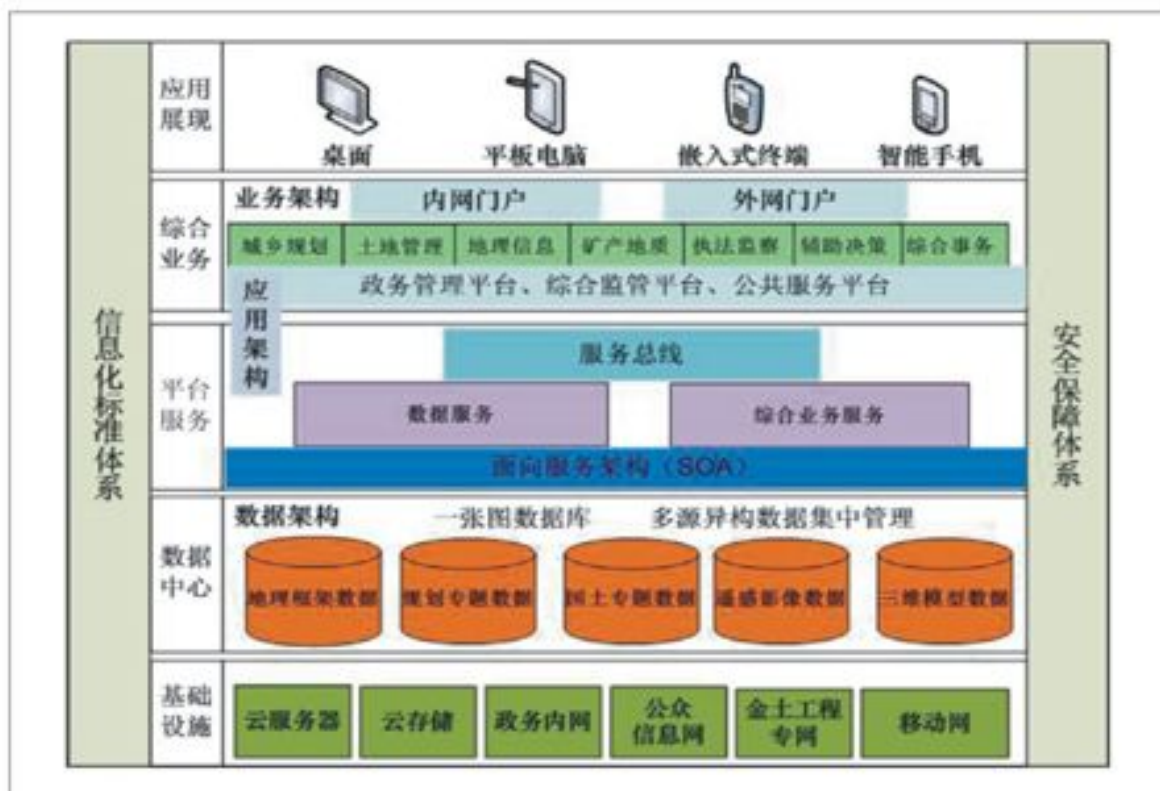 信息化标准体系
应用
展现
桌面
平板电脑
嵌入式终端
智能手机
综合
业务
业务架构
内网门户
外网门户
城乡规划
土地管理
地理信息
矿产地质
执法监察
辅助决策
综合事务
政务管理平台、综合监管平台、公共服务平台
应用架构
平台
服务
服务总线
数据服务
综合业务服务
面向服务架构（SOA）
数据
中心
数据架构
一张图数据库
多源异构数据集中管理
地理框架数据
规划专题数据
国土专题数据
遥感影像数据
三维模型数据
基础
设施
云服务器
云存储
政务内网
公众
信息网
金土工程
专网
移动网
安全保障体系